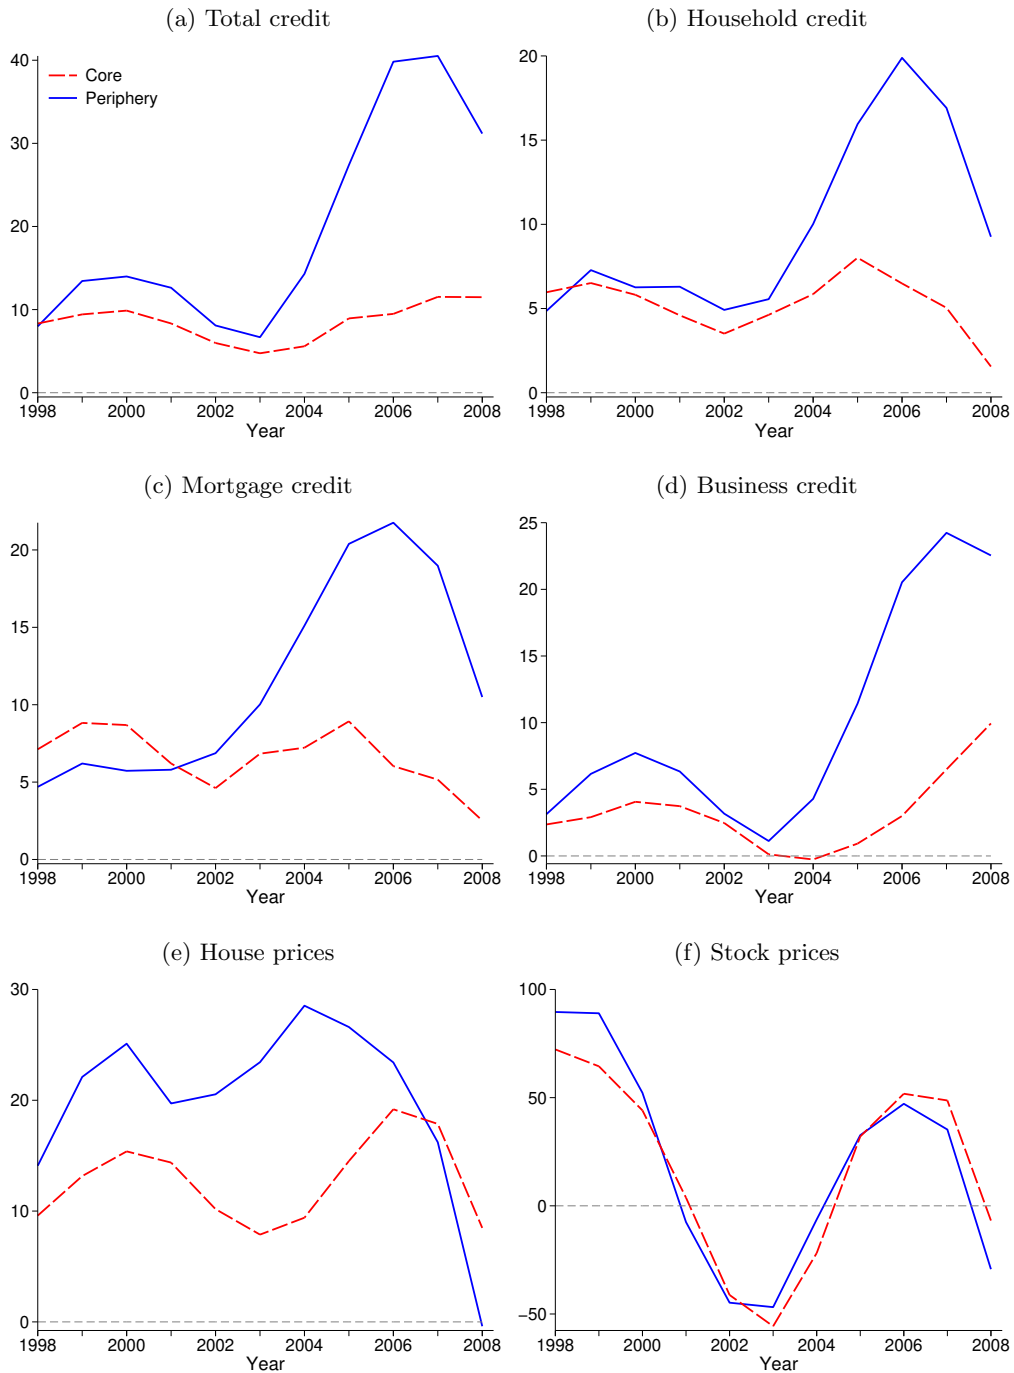 (a) Total credit
40
30
20
10
0
Core
Periphery
1998 2000 2002 2004 2006 2008
Year
(b) Household credit
20
15
10
5
0
1998 2000 2002 2004 2006 2008
Year
(c) Mortgage credit
20
15
10
5
0
1998 2000 2002 2004 2006 2008
Year
(d) Business credit
25
20
15
10
5
0
1998 2000 2002 2004 2006 2008
Year
(e) House prices
30
20
10
0
1998 2000 2002 2004 2006 2008
Year
(f) Stock prices
100
50
0
−50
1998 2000 2002 2004 2006 2008
Year